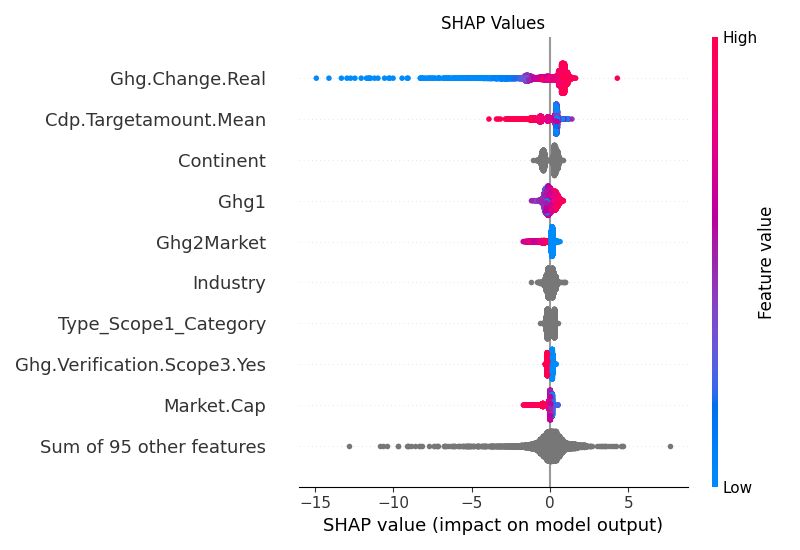 SHAP Values
High
Ghg.Change.Real
Cdp.Targetamount.Mean
Continent
Ghg1
Ghg2Market
Industry
Type_Scope1_Category
Ghg.Verification.Scope3.Yes
Market.Cap
Sum of 95 other features
Feature value
Low
−15 −10 −5 0 5
SHAP value (impact on model output)